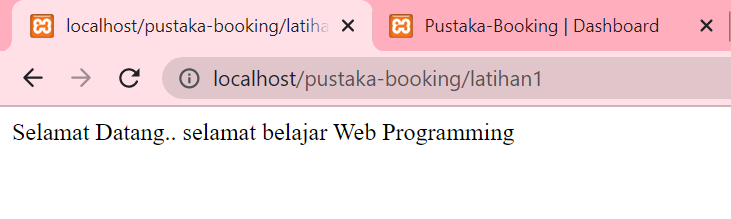 localhost/pustaka-booking/latiha
Pustaka-Booking | Dashboard
localhost/pustaka-booking/latihan1
Selamat Datang.. selamat belajar Web Programming